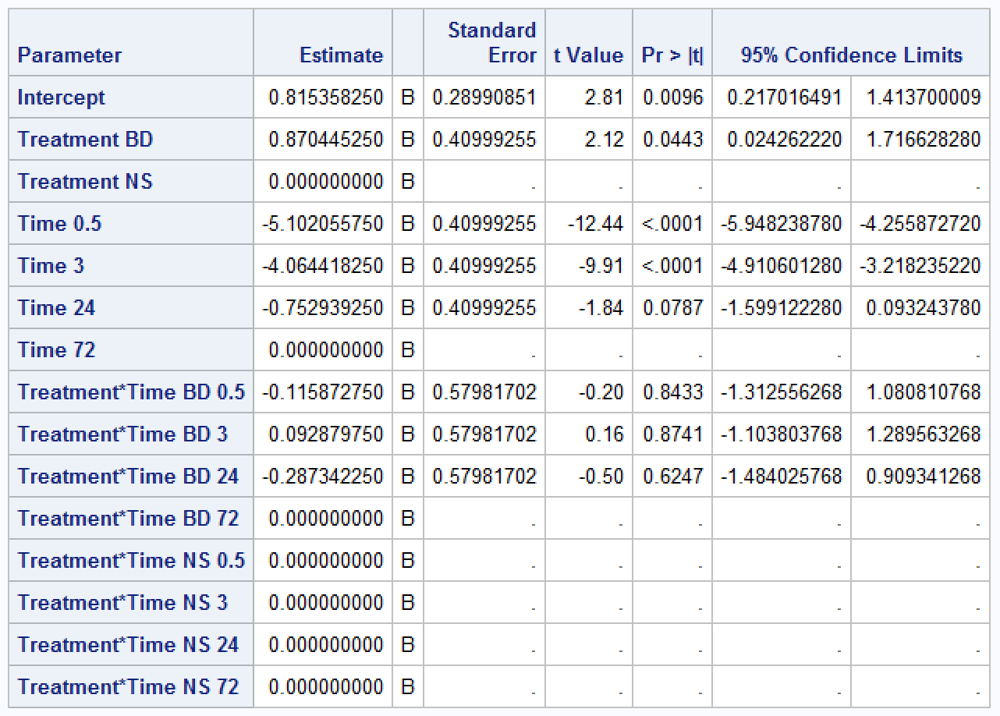 Parameter Estimate Standard Error t Value Pr > |t| 95% Confidence Limits
Intercept 0.815358250 B 0.28990851 2.81 0.0096 0.217016491 1.413700009
Treatment BD 0.870445250 B 0.40999255 2.12 0.0443 0.024262220 1.716628280
Treatment NS 0.000000000 B . . . . .
Time 0.5 -5.102055750 B 0.40999255 -12.44 <.0001 -5.948238780 -4.255872720
Time 3 -4.064418250 B 0.40999255 -9.91 <.0001 -4.910601280 -3.218235220
Time 24 -0.752939250 B 0.40999255 -1.84 0.0787 -1.599122280 0.093243780
Time 72 0.000000000 B . . . . .
Treatment*Time BD 0.5 -0.115872750 B 0.57981702 -0.20 0.8433 -1.312556268 1.080810768
Treatment*Time BD 3 0.092879750 B 0.57981702 0.16 0.8741 -1.103803768 1.289563268
Treatment*Time BD 24 -0.287342250 B 0.57981702 -0.50 0.6247 -1.484025768 0.909341268
Treatment*Time BD 72 0.000000000 B . . . . .
Treatment*Time NS 0.5 0.000000000 B . . . . .
Treatment*Time NS 3 0.000000000 B . . . . .
Treatment*Time NS 24 0.000000000 B . . . . .
Treatment*Time NS 72 0.000000000 B . . . . .